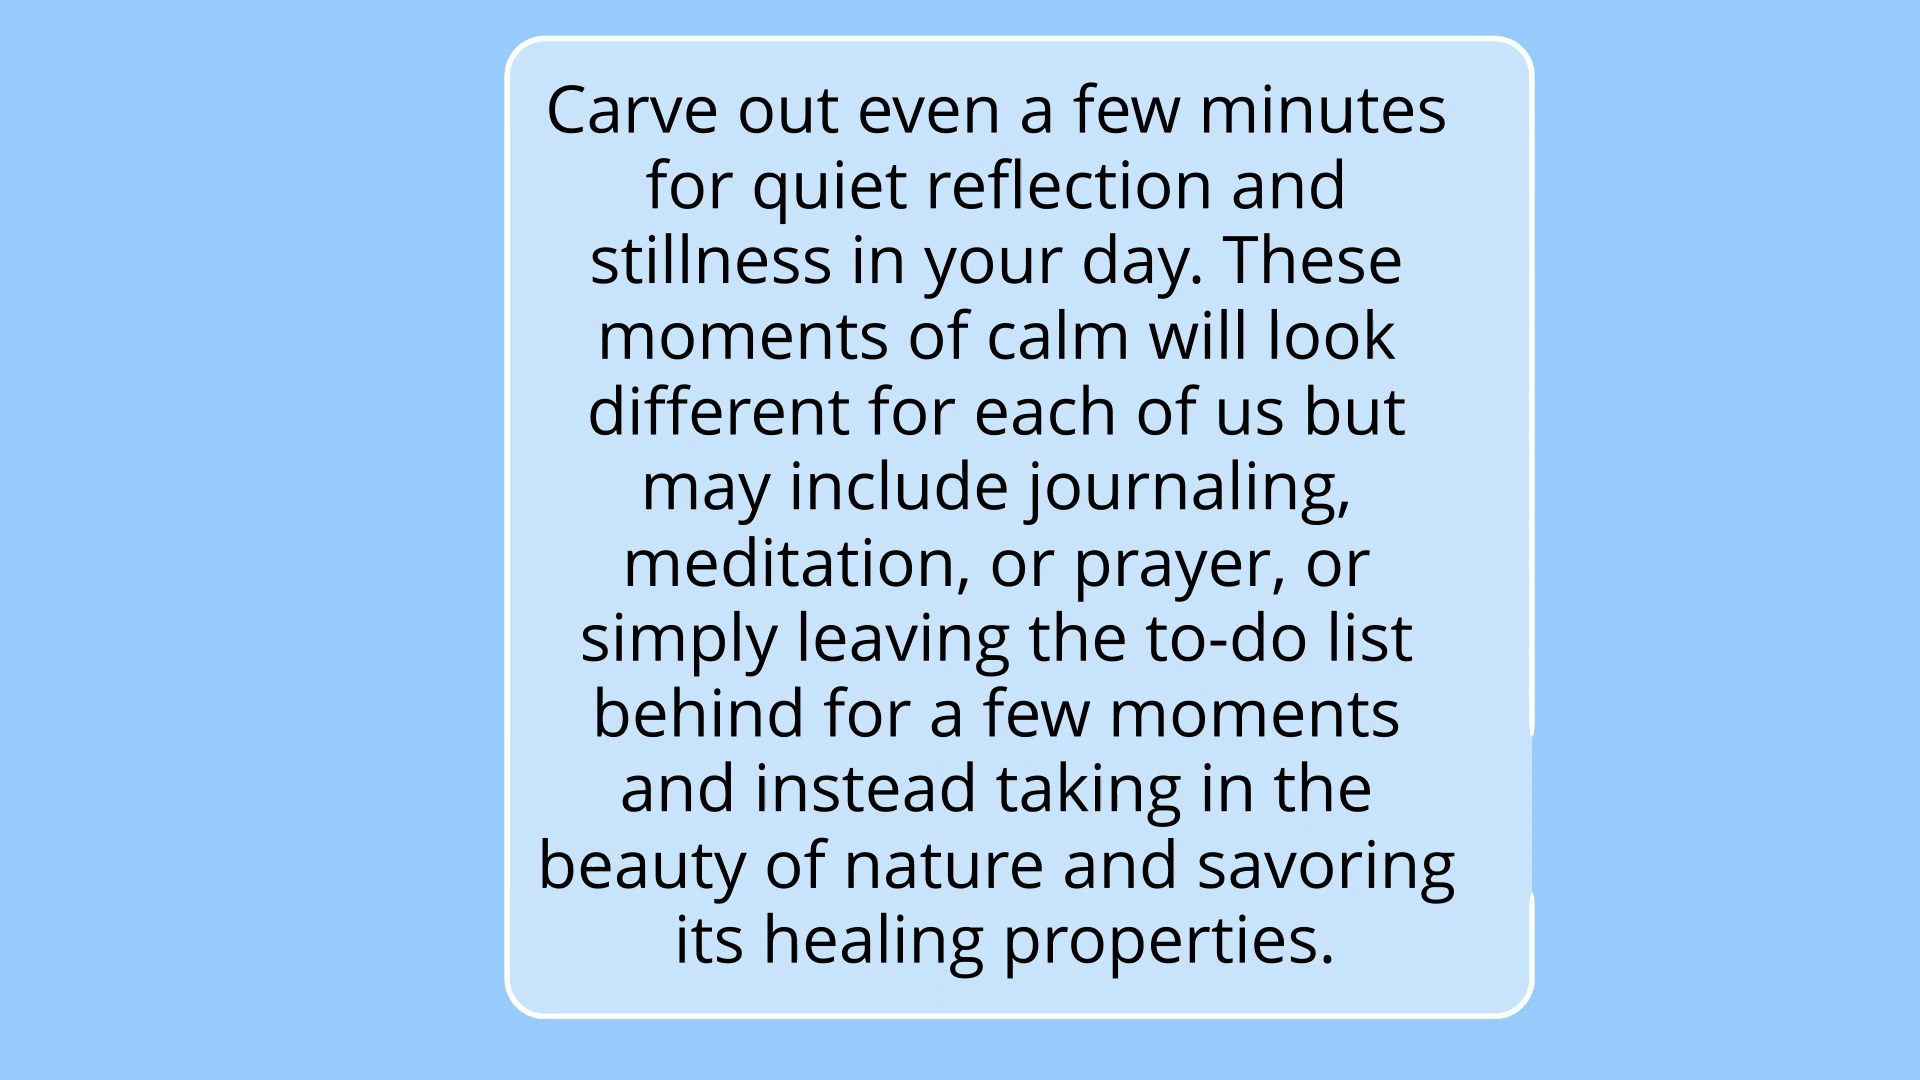 Carve out even a few minutes
for quiet reflection and
stillness in your day. These
moments of calm will look
different for each of us but
may include journaling,
meditation, or prayer, or
simply leaving the to-do list
behind for a few moments
and instead taking in the
beauty of nature and savoring
its healing properties.